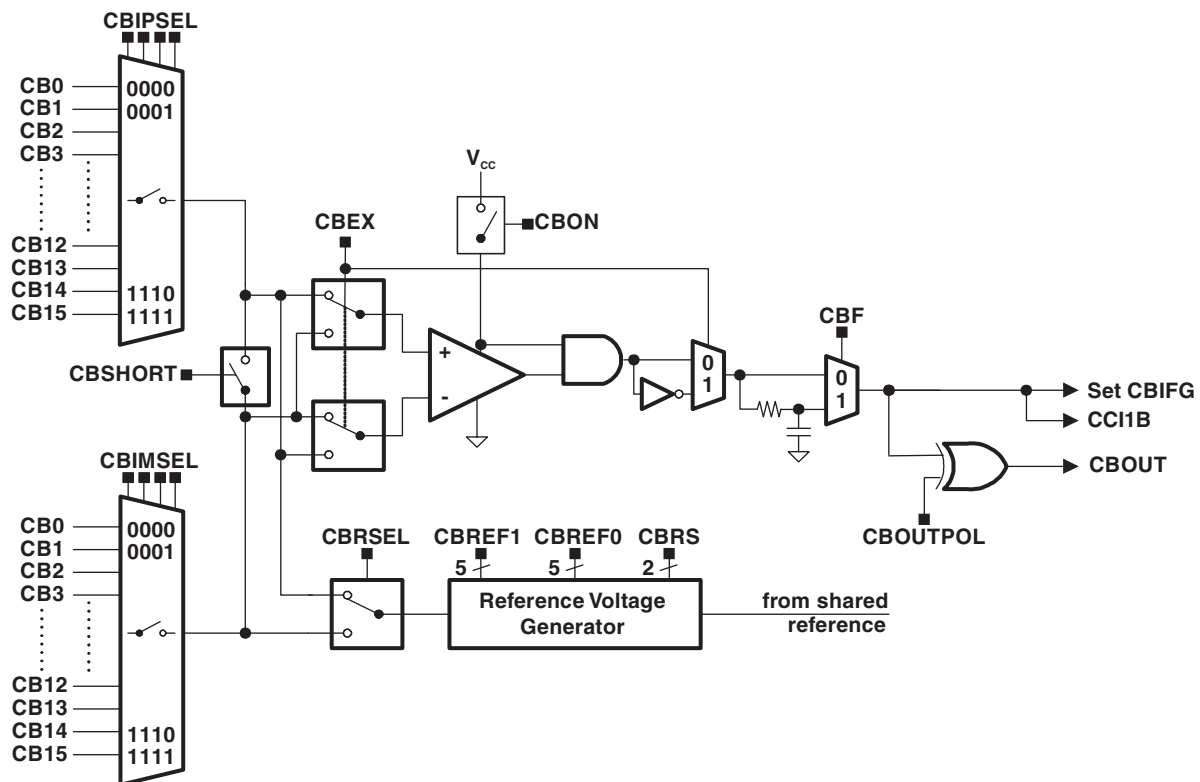 CBIPSEL
CB0
0000
CB1
0001
CB2
CB3
CB12
CB13
CB14
1110
CB15
1111
CBSHORT
CBEX
VCC
CBON
+
-
0
1
CBF
0
1
Set CBIFG
CCI1B
CBOUT
CBOUTPOL
CBIMSEL
CB0
0000
CB1
0001
CB2
CB3
CB12
CB13
CB14
1110
CB15
1111
CBRSEL
CBREF1
CBREF0
CBRS
5
5
2
Reference Voltage
Generator
from shared
reference